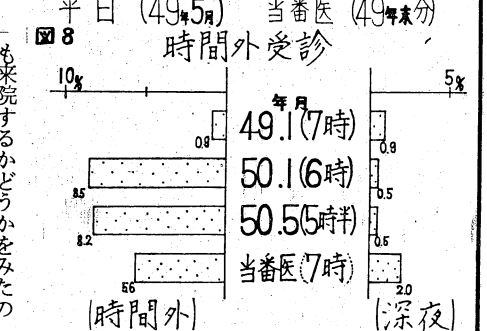 平日(49年5月) 当番医(49年末分)
図8
時間外受診
10% 5%
年月
0.9 49.1(7時) 0.9
8.5 50.1(6時) 0.5
8.2 50.5(5時半) 0.5
5.6 当番医(7時) 2.0
(時間外) (深夜)
も来院するかどうかをみたの